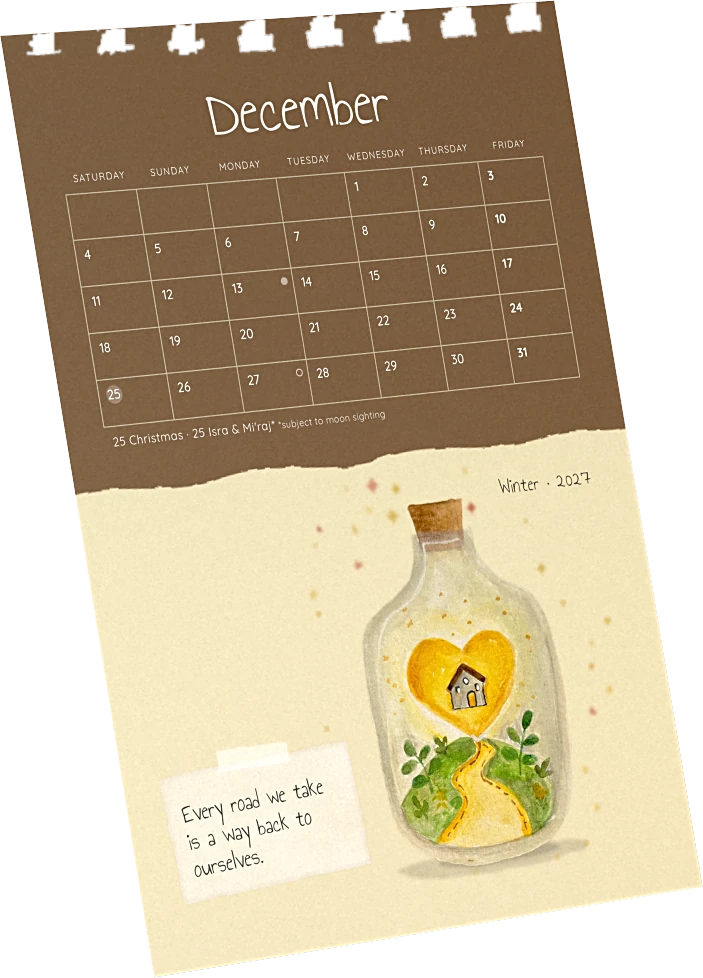 December
SATURDAY SUNDAY MONDAY TUESDAY WEDNESDAY THURSDAY FRIDAY
1 2 3
4 5 6 7 8 9 10
11 12 13 14 15 16 17
18 19 20 21 22 23 24
25 26 27 28 29 30 31
25 Christmas · 25 Isra & Mi'raj* *subject to moon sighting
Winter · 2027
Every road we take
is a way back to
ourselves.